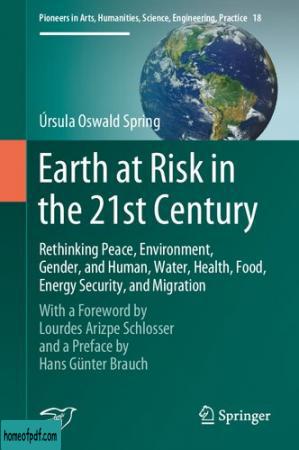 Pioneers in Arts, Humanities, Science, Engineering, Practice 18
Úrsula Oswald Spring
Earth at Risk in
the 21st Century
Rethinking Peace, Environment,
Gender, and Human, Water, Health, Food,
Energy Security, and Migration
With a Foreword by
Lourdes Arizpe Schlosser
and a Preface by
Hans Günter Brauch
Springer
homeofpdf.com